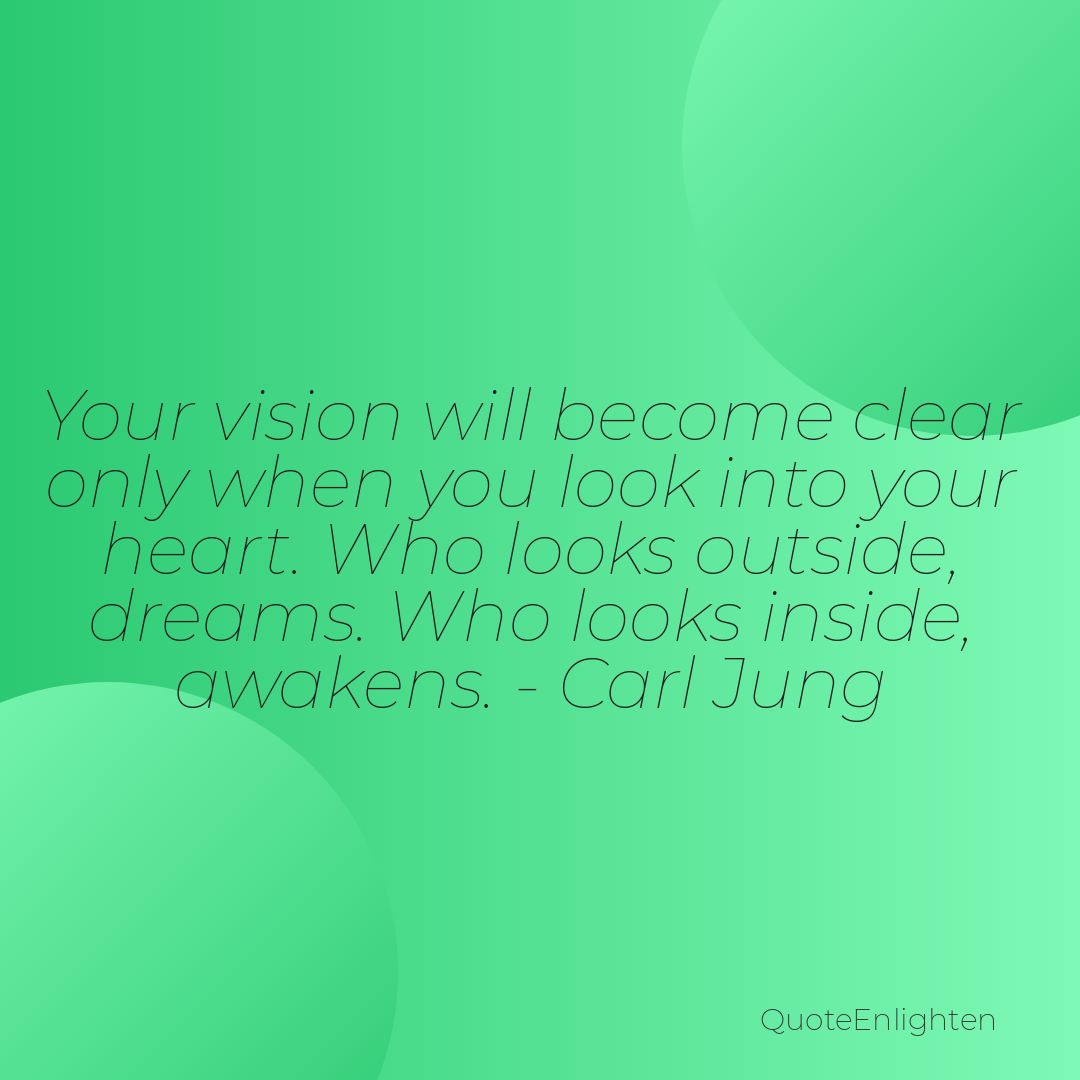 Your vision will become clear
only when you look into your
heart. Who looks outside,
dreams. Who looks inside,
awakens. - Carl Jung
QuoteEnlighten